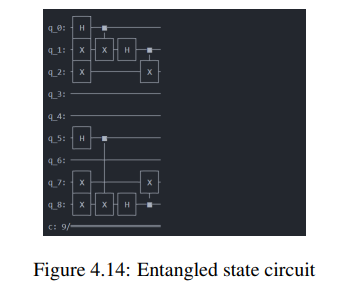 q_0: H
q_1: X X H
q_2: X X
q_3:
q_4:
q_5: H
q_6:
q_7: X X
q_8: X X H
c: 9/
Figure 4.14: Entangled state circuit